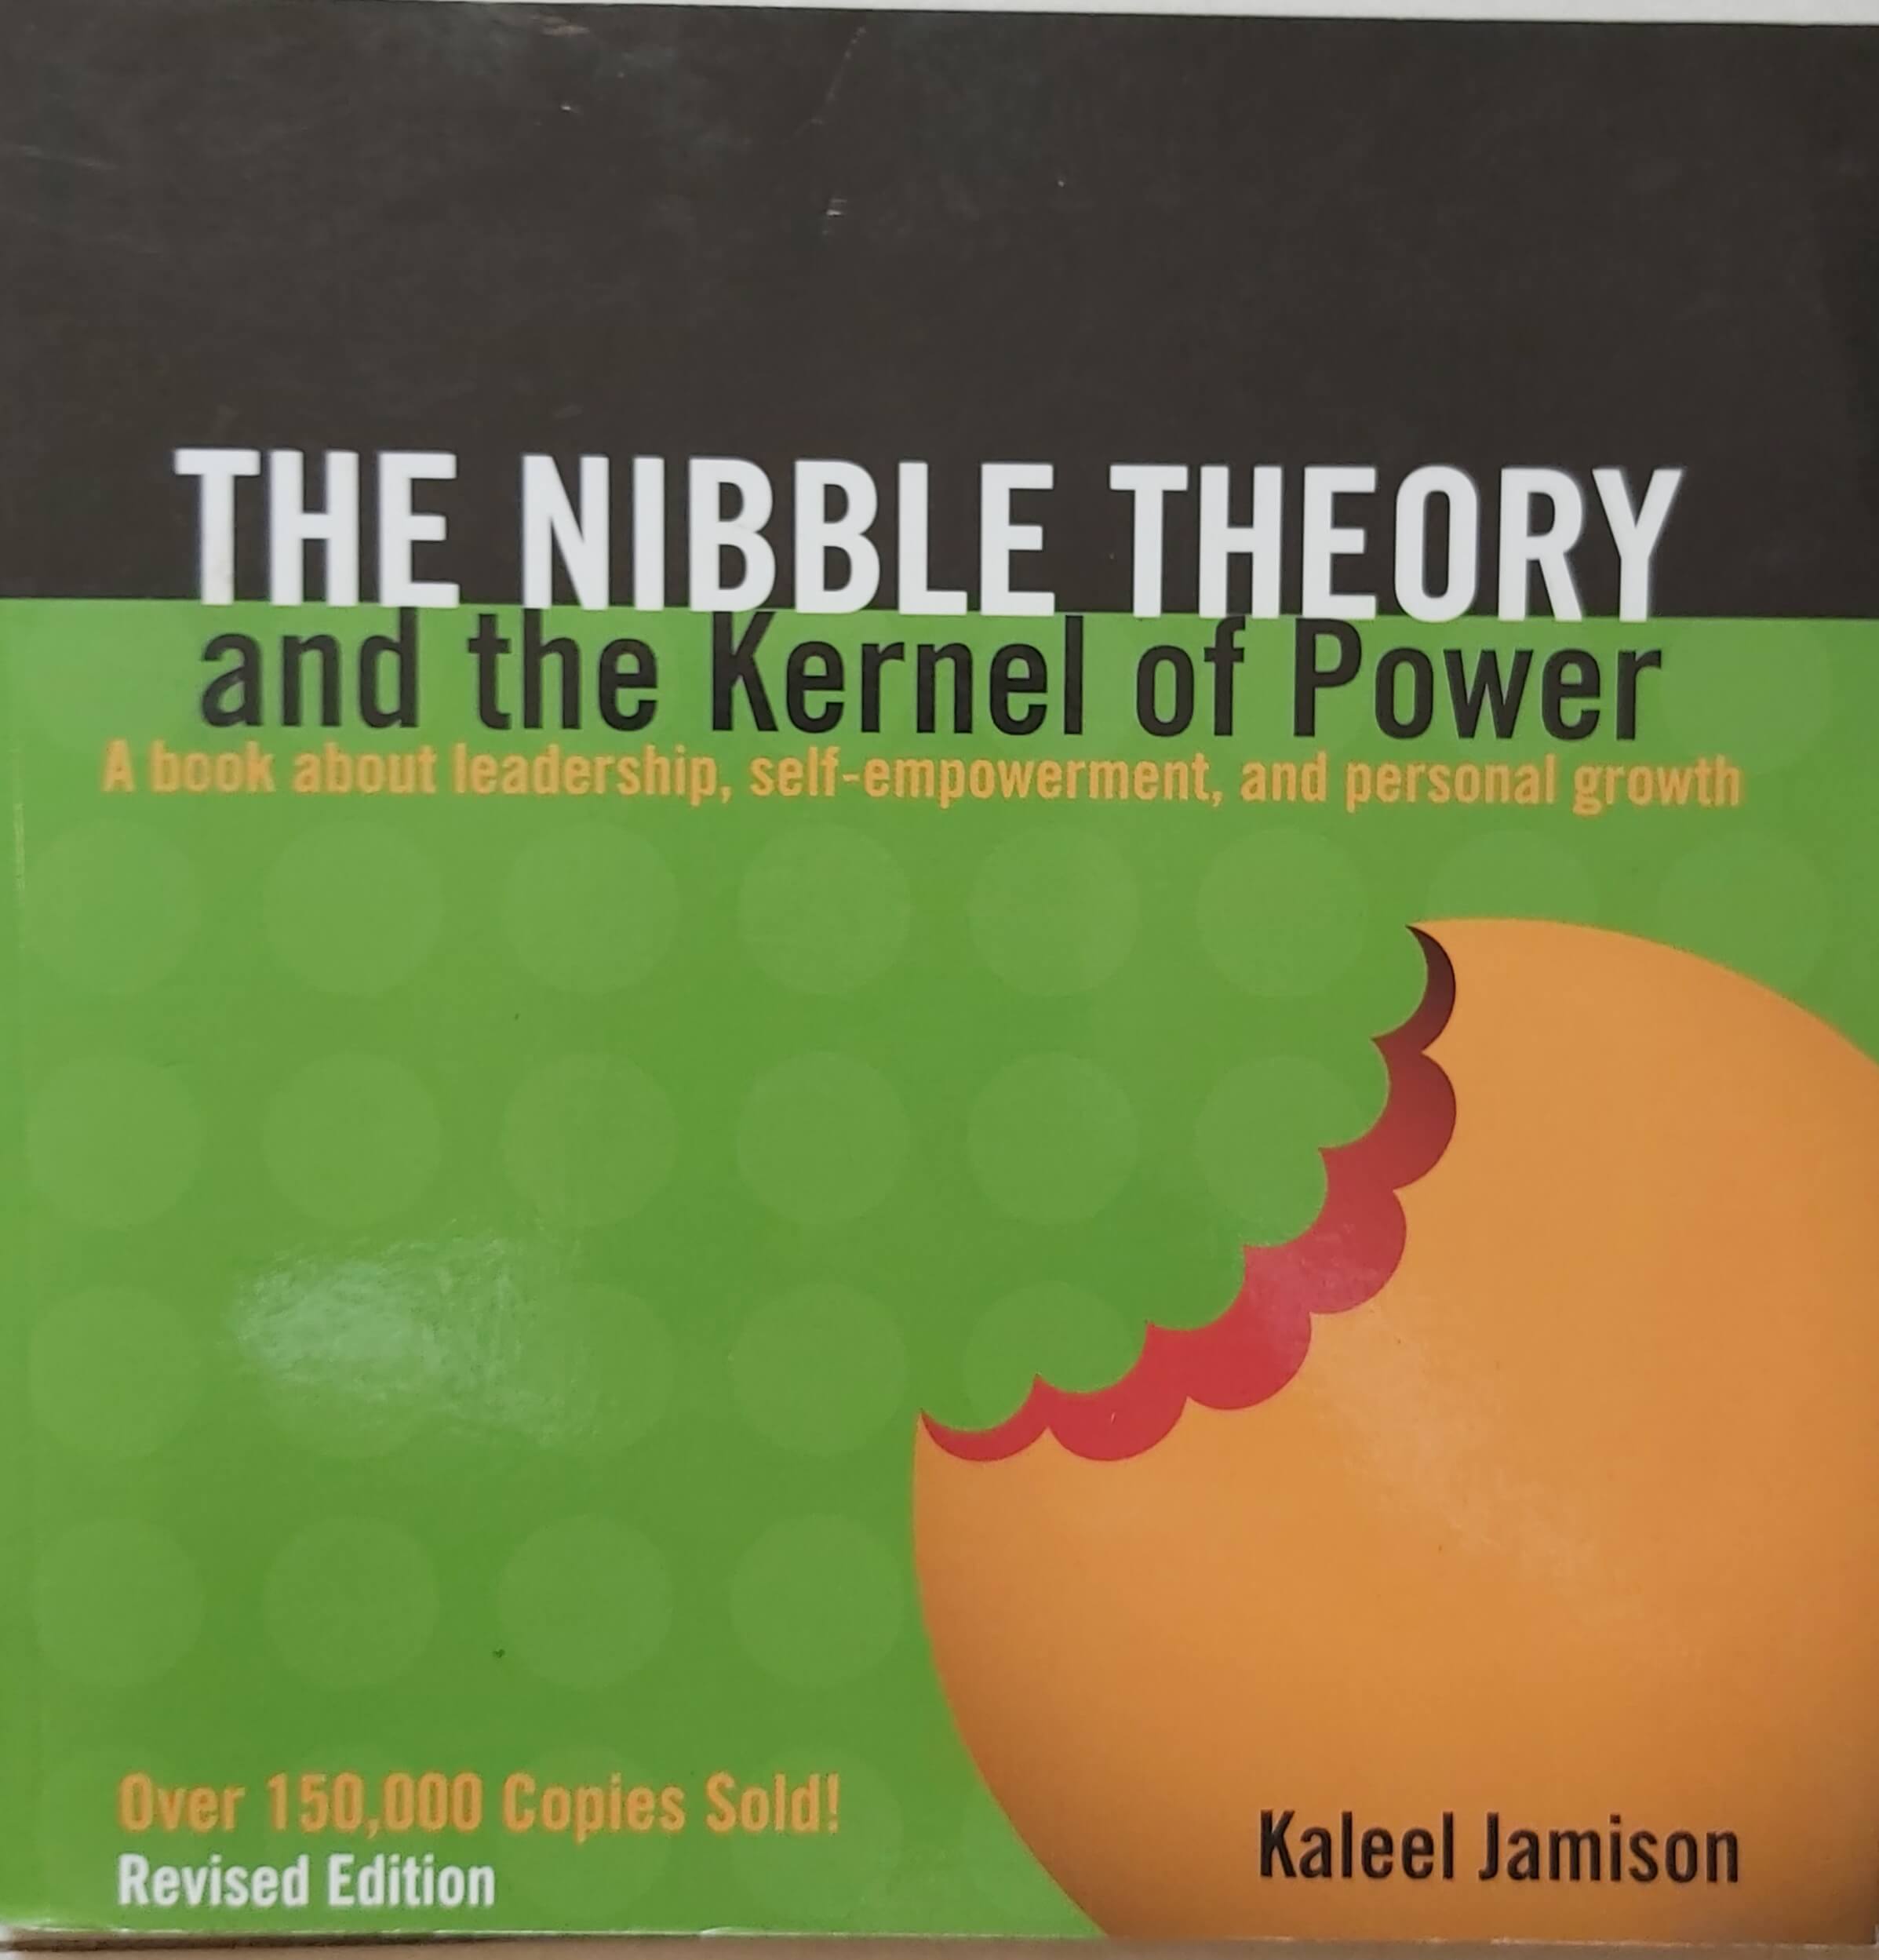 THE NIBBLE THEORY
and the Kernel of Power
A book about leadership, self-empowerment, and personal growth
Over 150,000 Copies Sold!
Revised Edition
Kaleel Jamison